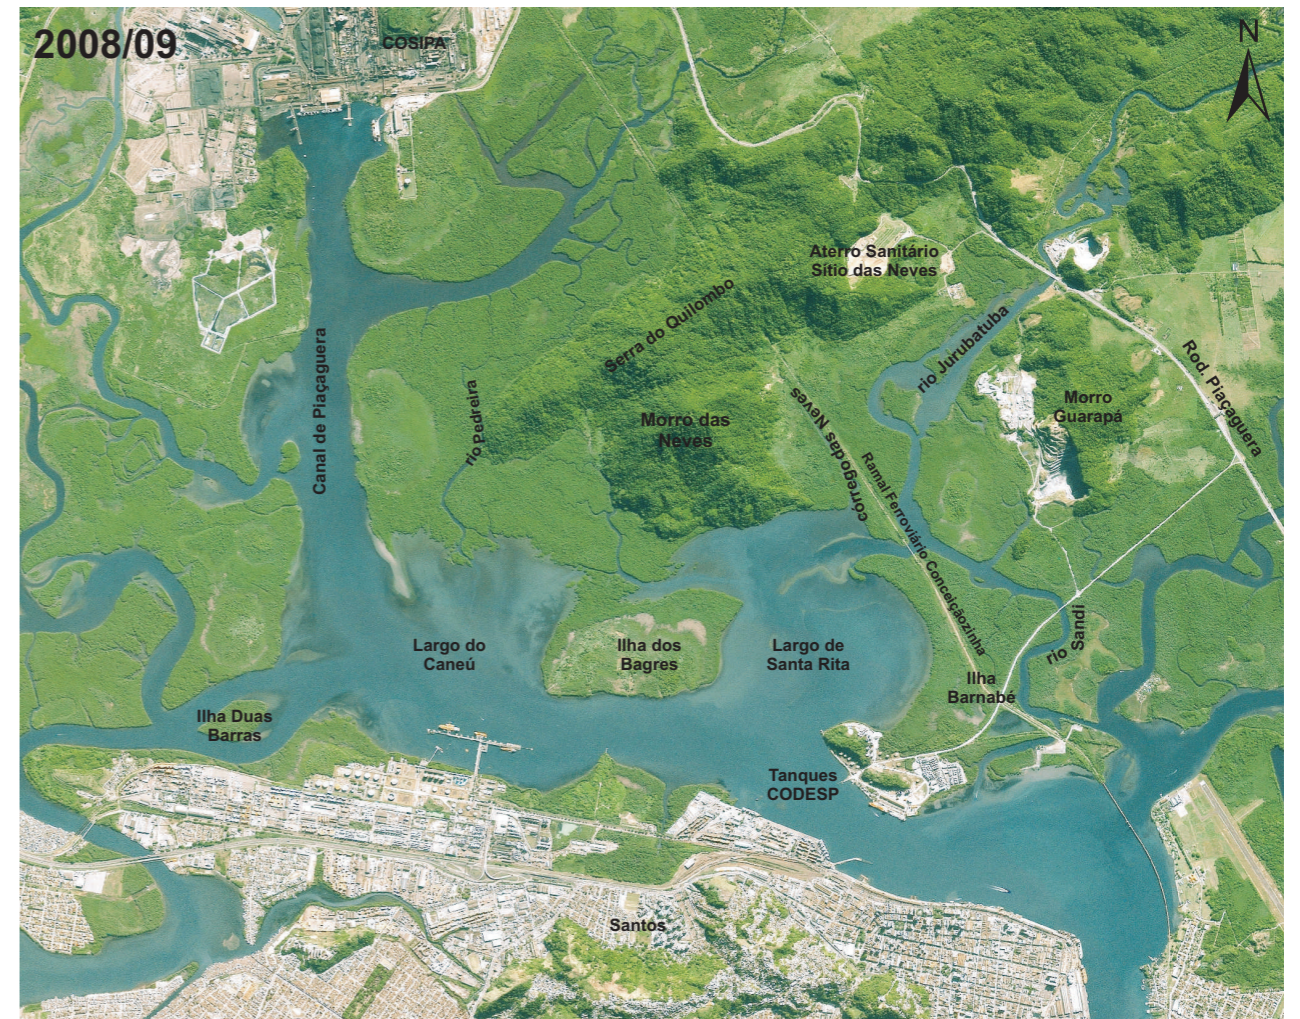 2008/09
COSIPA
N
Aterro Sanitário
Sítio das Neves
Serra do Quilombo
rio Jurubatuba
Canal de Piaçaguera
rio Pedreira
Rod. Piaçaguera
Morro
Guarapá
Morro das
Neves
córrego das Neves
Ramal Ferroviário Conceiçãozinha
Largo do
Caneú
Ilha dos
Bagres
Largo de
Santa Rita
rio Sandi
Ilha
Barnabé
Ilha Duas
Barras
Tanques
CODESP
Santos